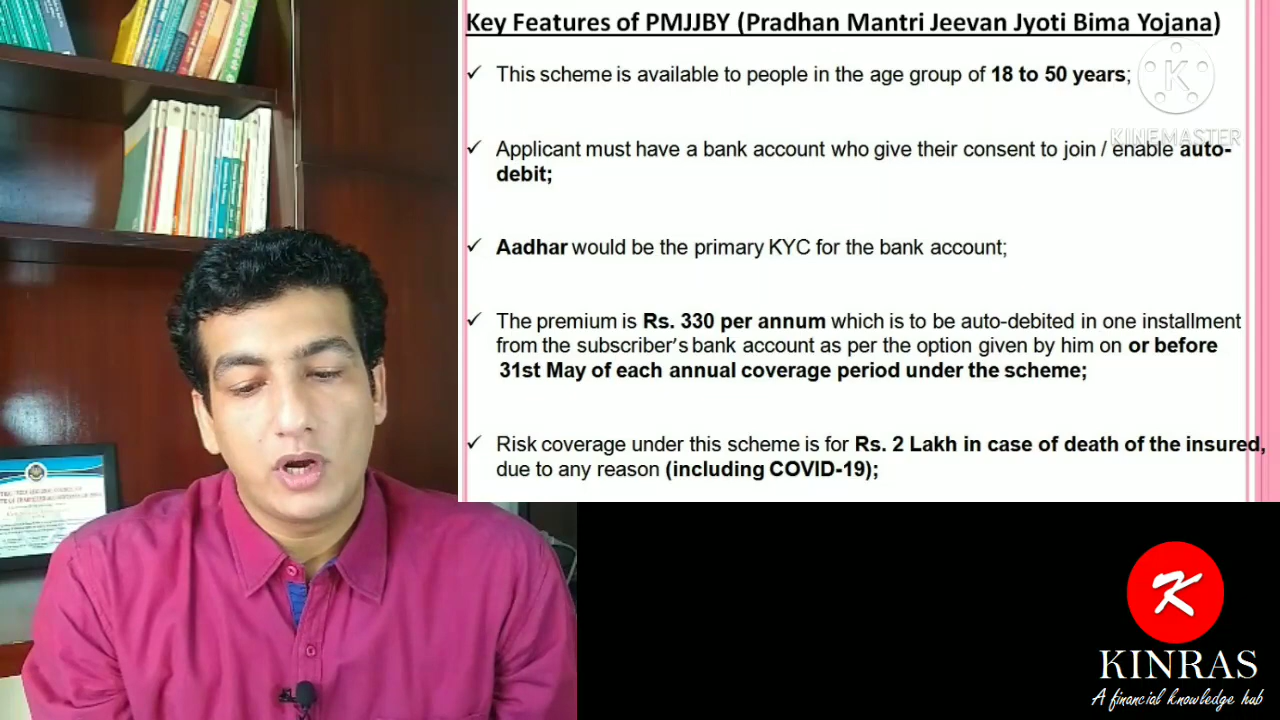 Key Features of PMJJBY (Pradhan Mantri Jeevan Jyoti Bima Yojana)
✓ This scheme is available to people in the age group of 18 to 50 years;
K
KINEMASTER
✓ Applicant must have a bank account who give their consent to join / enable auto-
debit;
✓ Aadhar would be the primary KYC for the bank account;
✓ The premium is Rs. 330 per annum which is to be auto-debited in one installment
from the subscriber's bank account as per the option given by him on or before
31st May of each annual coverage period under the scheme;
✓ Risk coverage under this scheme is for Rs. 2 Lakh in case of death of the insured,
due to any reason (including COVID-19);
K
KINRAS
A financial knowledge hub